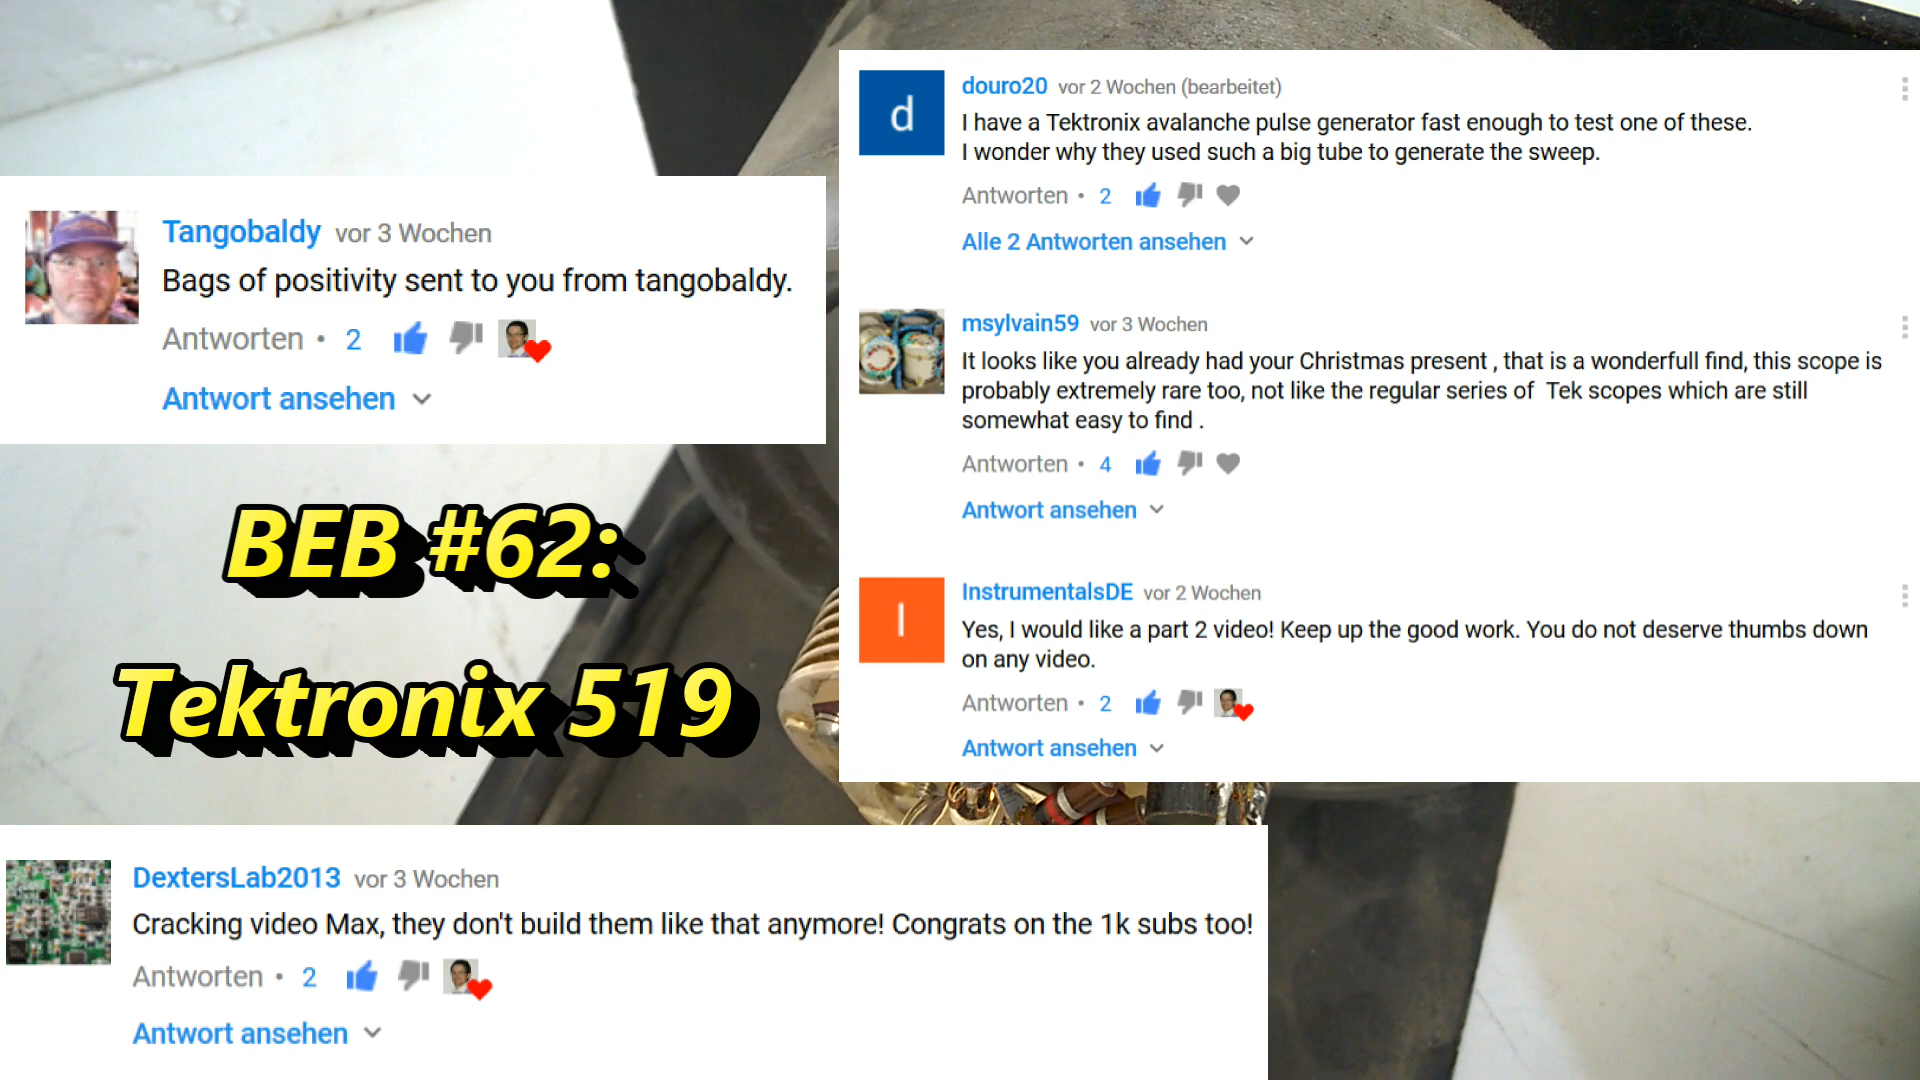 Tangobaldy vor 3 Wochen
Bags of positivity sent to you from tangobaldy.
Antworten • 2
Antwort ansehen
BEB #62:
Tektronix 519
d
douro20 vor 2 Wochen (bearbeitet)
I have a Tektronix avalanche pulse generator fast enough to test one of these.
I wonder why they used such a big tube to generate the sweep.
Antworten • 2
Alle 2 Antworten ansehen
msylvain59 vor 3 Wochen
It looks like you already had your Christmas present , that is a wonderfull find, this scope is
probably extremely rare too, not like the regular series of Tek scopes which are still
somewhat easy to find .
Antworten • 4
Antwort ansehen
I
InstrumentalsDE vor 2 Wochen
Yes, I would like a part 2 video! Keep up the good work. You do not deserve thumbs down
on any video.
Antworten • 2
Antwort ansehen
DextersLab2013 vor 3 Wochen
Cracking video Max, they don't build them like that anymore! Congrats on the 1k subs too!
Antworten • 2
Antwort ansehen